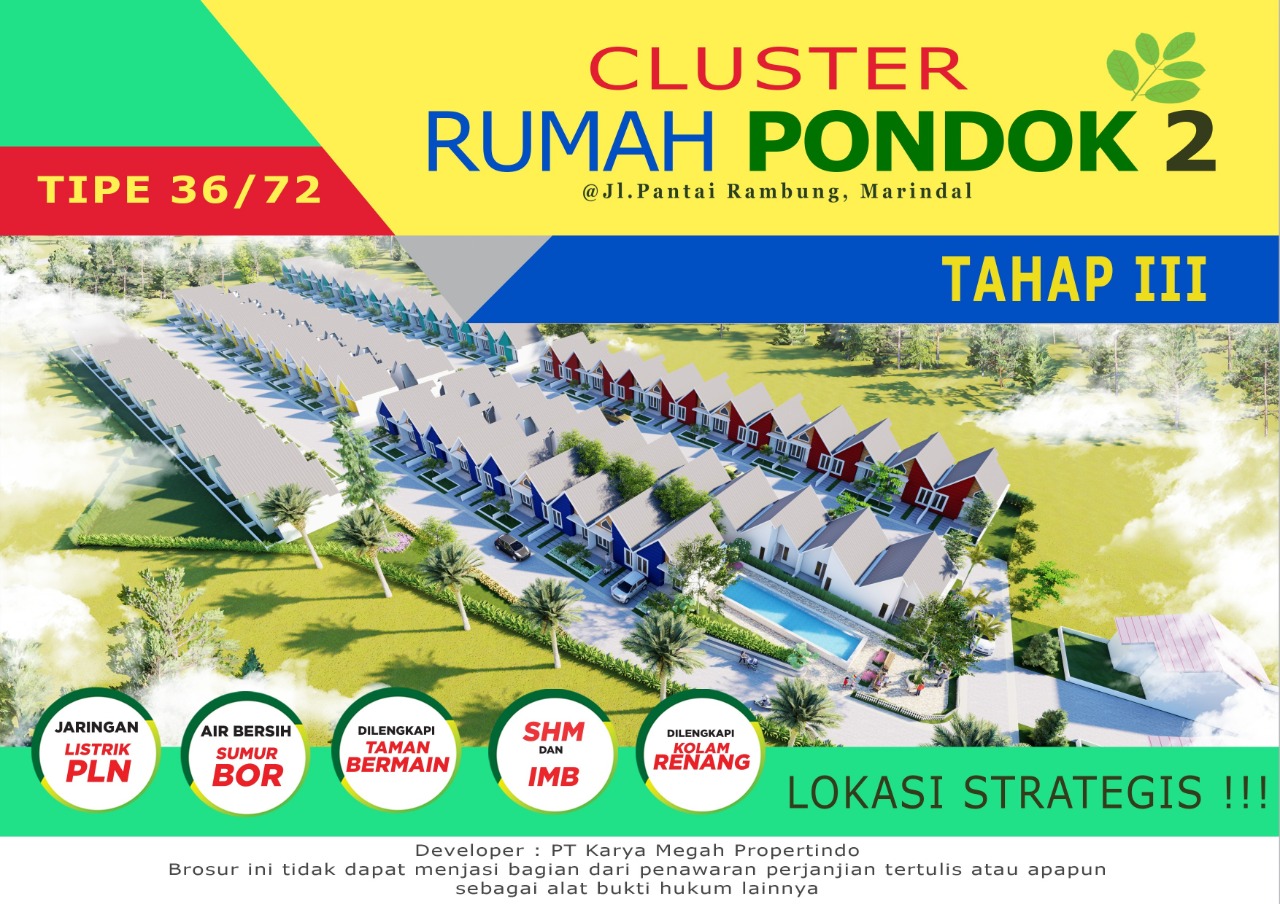 CLUSTER
RUMAH PONDOK 2
@Jl.Pantai Rambung, Marindal
TIPE 36/72
TAHAP III
JARINGAN
LISTRIK
PLN
AIR BERSIH
SUMUR
BOR
DILENGKAPI
TAMAN
BERMAIN
SHM
DAN
IMB
DILENGKAPI
KOLAM
RENANG
LOKASI STRATEGIS !!!
Developer : PT Karya Megah Propertindo
Brosur ini tidak dapat menjasi bagian dari penawaran perjanjian tertulis atau apapun
sebagai alat bukti hukum lainnya